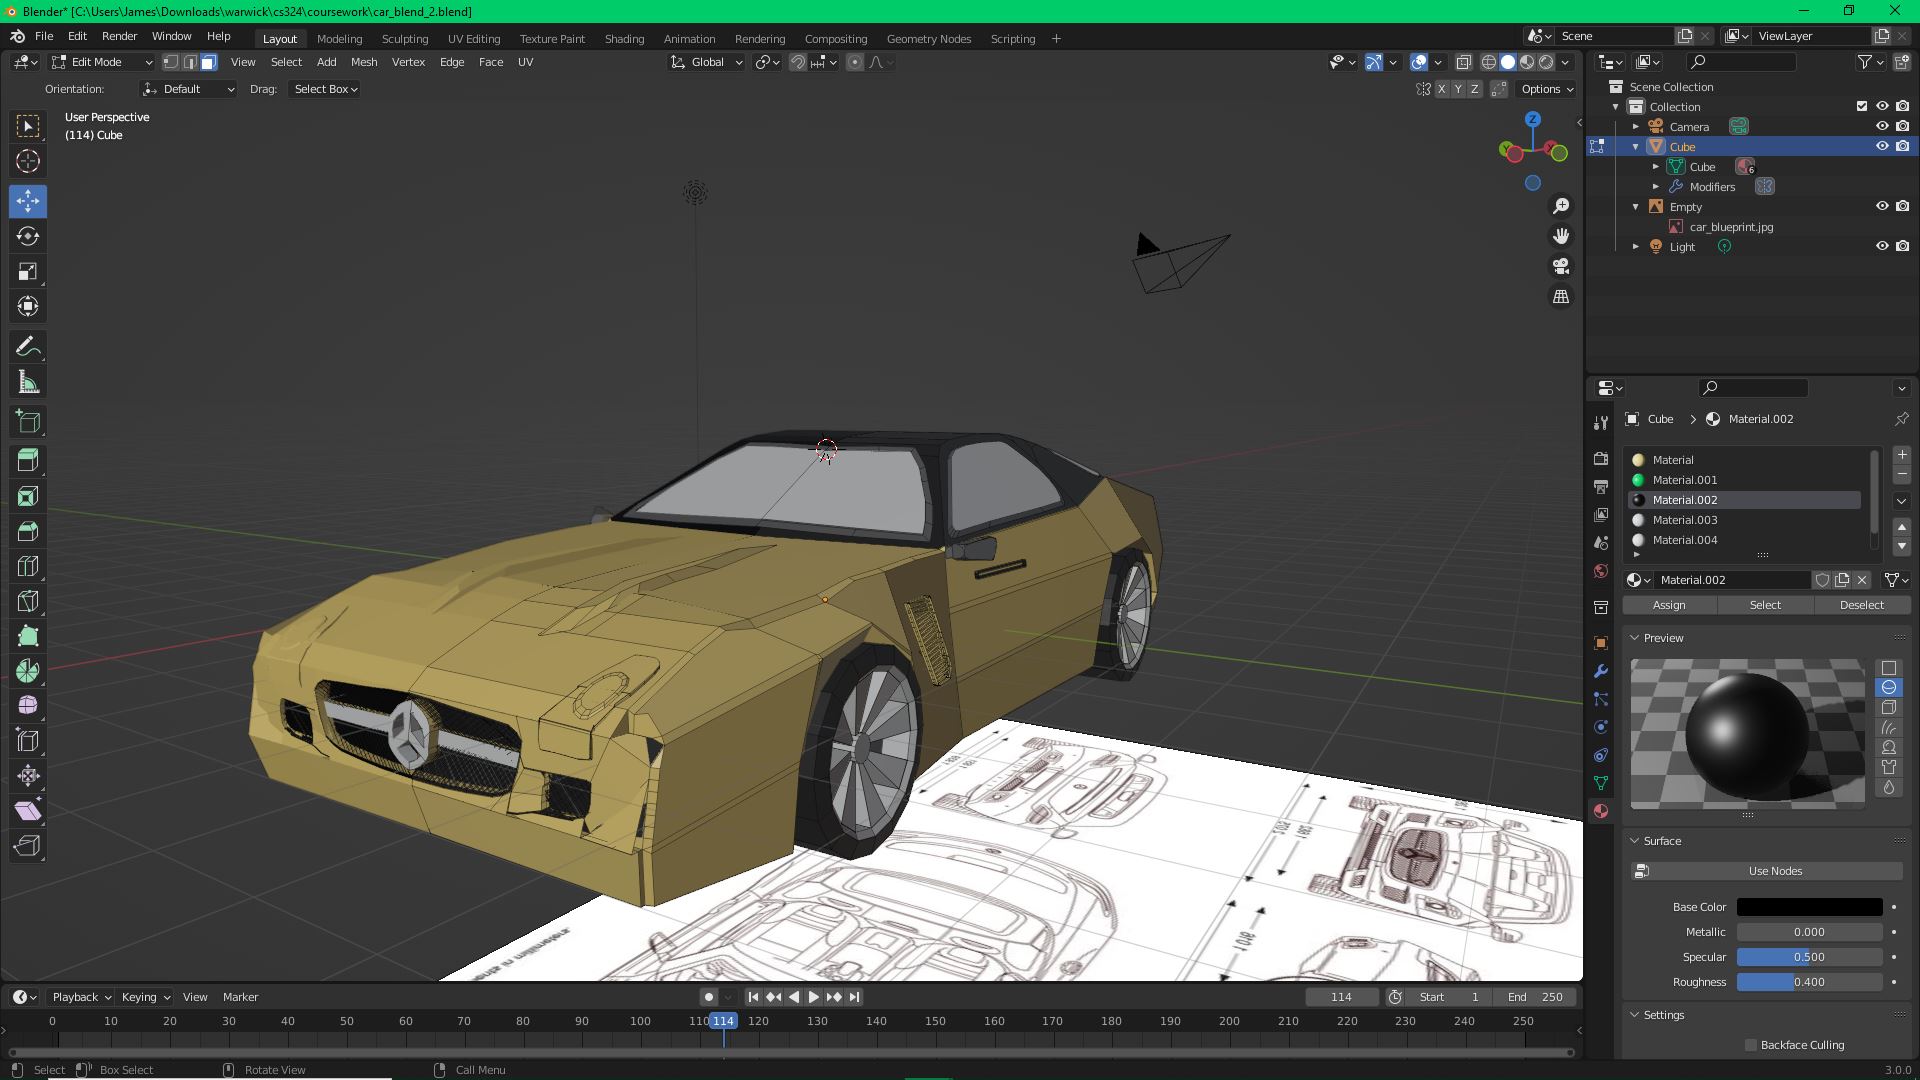 Blender* [C:\Users\James\Downloads\warwick\cs324\coursework\car_blend_2.blend]
File Edit Render Window Help Layout Modeling Sculpting UV Editing Texture Paint Shading Animation Rendering Compositing Geometry Nodes Scripting + Scene ViewLayer
Edit Mode View Select Add Mesh Vertex Edge Face UV Global
Orientation: Default Drag: Select Box X Y Z Options
User Perspective
(114) Cube
Z
Y
Scene Collection
Collection
Camera
Cube
Cube 6
Modifiers
Empty
car_blueprint.jpg
Light
Cube > Material.002
Material
Material.001
Material.002
Material.003
Material.004
Material.002
Assign Select Deselect
Preview
Surface
Use Nodes
Base Color
Metallic 0.000
Specular 0.500
Roughness 0.400
Settings
Backface Culling
Playback Keying View Marker 114 Start 1 End 250
0 10 20 30 40 50 60 70 80 90 100 110 114 120 130 140 150 160 170 180 190 200 210 220 230 240 250
Select Box Select Rotate View Call Menu 3.0.0